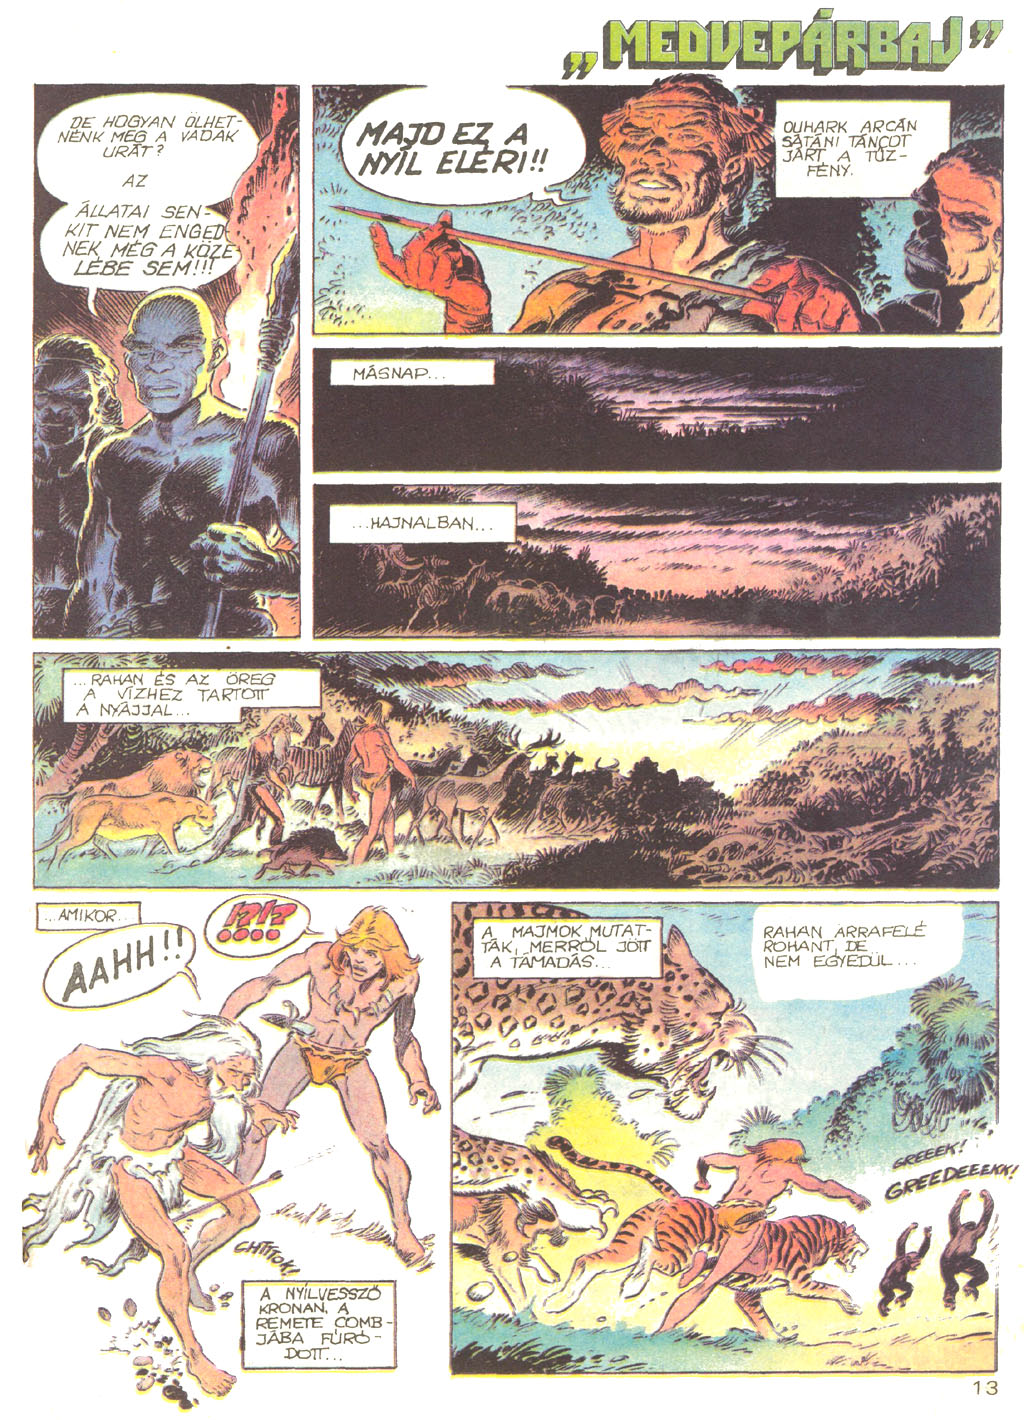 „MEDVEPÁRBAJ”
DE HOGYAN ÖLHET-
NÉNK MEG A VADAK
URÁT?
AZ
ÁLLATAI SEN-
KIT NEM ENGED-
NEK MÉG A KÖZE-
LÉBE SEM!!!
MAJD EZ A
NYÍL ELÉRI!!
OUHARK ARCÁN
SÁTÁNI TÁNCOT
JÁRT A TŰZ-
FÉNY.
MÁSNAP...
...HAJNALBAN...
...RAHAN ÉS AZ ÖREG
A VÍZHEZ TARTOTT
A NYÁJJAL...
...AMIKOR...
AAHH!!
!?!?....
CHTTTOK!
A NYÍLVESSZŐ
KRONAN, A
REMETE COMB-
JÁBA FÚRÓ-
DOTT...
A MAJMOK MUTAT-
TÁK, MERRŐL JÖTT
A TÁMADÁS...
RAHAN ARRAFELÉ
ROHANT, DE
NEM EGYEDÜL...
GREEEK!
GREEDEEEKK!
13